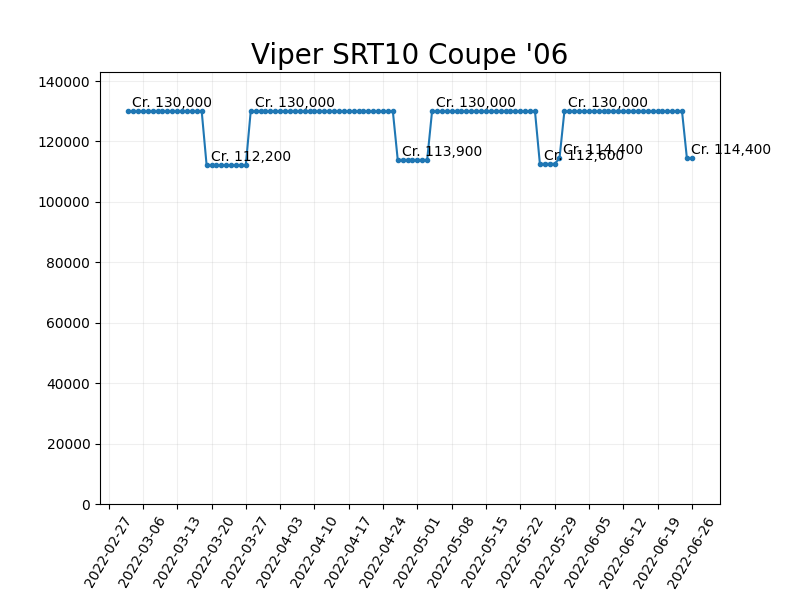 Viper SRT10 Coupe '06
140000
120000
100000
80000
60000
40000
20000
0
Cr. 130,000
Cr. 112,200
Cr. 130,000
Cr. 113,900
Cr. 130,000
Cr. 112,600
Cr. 114,400
Cr. 130,000
Cr. 114,400
2022-02-27
2022-03-06
2022-03-13
2022-03-20
2022-03-27
2022-04-03
2022-04-10
2022-04-17
2022-04-24
2022-05-01
2022-05-08
2022-05-15
2022-05-22
2022-05-29
2022-06-05
2022-06-12
2022-06-19
2022-06-26